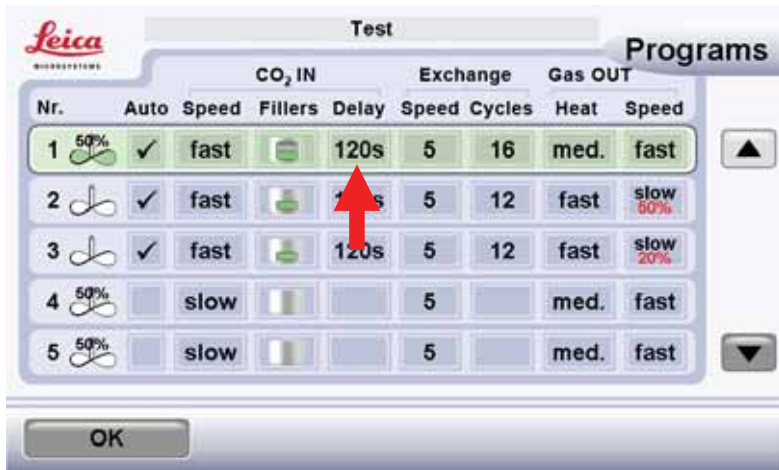 Leica
MICROSYSTEMS
Test
Programs
CO₂ IN Exchange Gas OUT
Nr. Auto Speed Fillers Delay Speed Cycles Heat Speed
1 50% ✓ fast 120s 5 16 med. fast
2 ✓ fast 5 12 fast slow 50%
3 ✓ fast 120s 5 12 fast slow 20%
4 50% slow 5 med. fast
5 50% slow 5 med. fast
OK